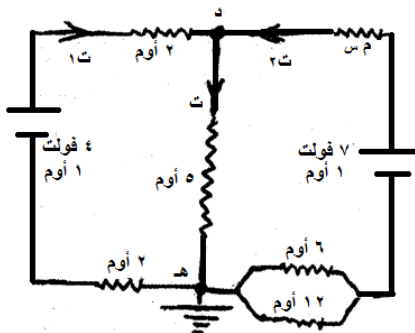 د
ت١
٢ أوم
ت٢
م س
ت
٤ فولت
١ أوم
٥ أوم
٧ فولت
١ أوم
٢ أوم
هـ
٦ أوم
١٢ أوم